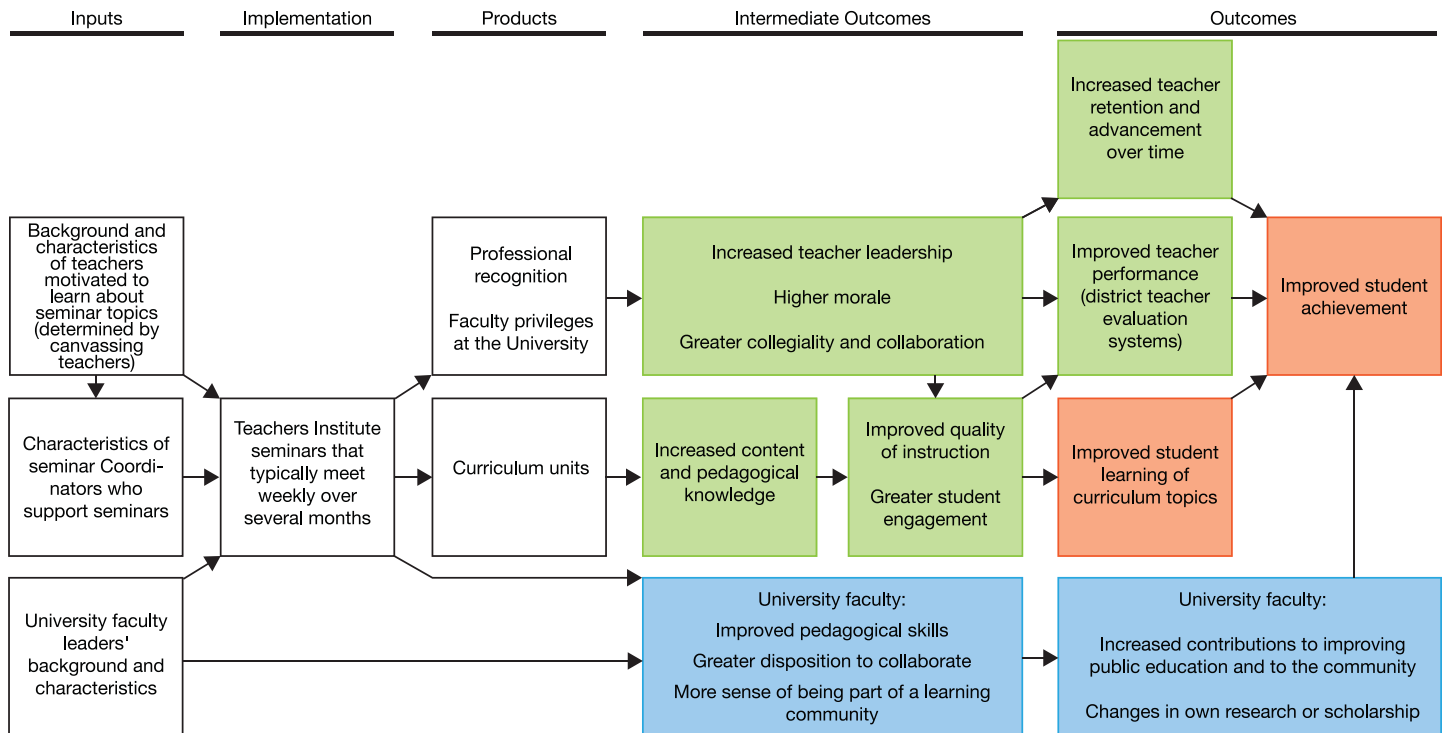 Inputs
Implementation
Products
Intermediate Outcomes
Outcomes
Increased teacher
retention and
advancement
over time
Background and
characteristics
of teachers
motivated to
learn about
seminar topics
(determined by
canvassing
teachers)
Professional
recognition
Faculty privileges
at the University
Increased teacher leadership
Higher morale
Greater collegiality and collaboration
Improved teacher
performance
(district teacher
evaluation
systems)
Improved student
achievement
Characteristics of
seminar Coordi-
nators who
support seminars
Teachers Institute
seminars that
typically meet
weekly over
several months
Curriculum units
Increased content
and pedagogical
knowledge
Improved quality
of instruction
Greater student
engagement
Improved student
learning of
curriculum topics
University faculty
leaders'
background and
characteristics
University faculty:
Improved pedagogical skills
Greater disposition to collaborate
More sense of being part of a learning
community
University faculty:
Increased contributions to improving
public education and to the community
Changes in own research or scholarship